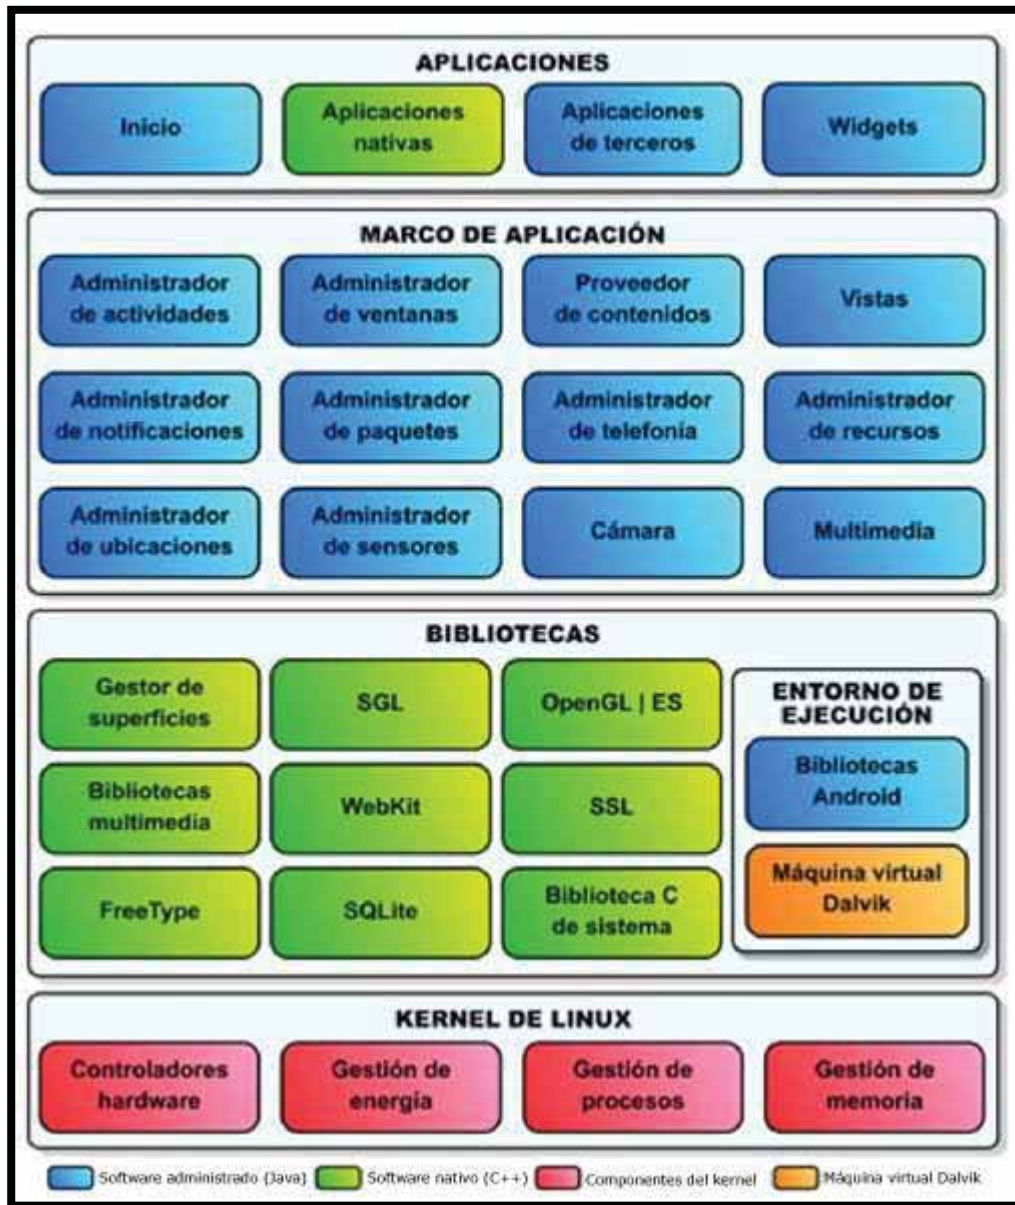 APLICACIONES
Inicio
Aplicaciones
nativas
Aplicaciones
de terceros
Widgets
MARCO DE APLICACIÓN
Administrador
de actividades
Administrador
de ventanas
Proveedor
de contenidos
Vistas
Administrador
de notificaciones
Administrador
de paquetes
Administrador
de telefonía
Administrador
de recursos
Administrador
de ubicaciones
Administrador
de sensores
Cámara
Multimedia
BIBLIOTECAS
Gestor de
superficies
SGL
OpenGL | ES
Bibliotecas
multimedia
WebKit
SSL
FreeType
SQLite
Biblioteca C
de sistema
ENTORNO DE
EJECUCIÓN
Bibliotecas
Android
Máquina virtual
Dalvik
KERNEL DE LINUX
Controladores
hardware
Gestión de
energía
Gestión de
procesos
Gestión de
memoria
Software administrado (Java)
Software nativo (C++)
Componentes del kernel
Máquina virtual Dalvik